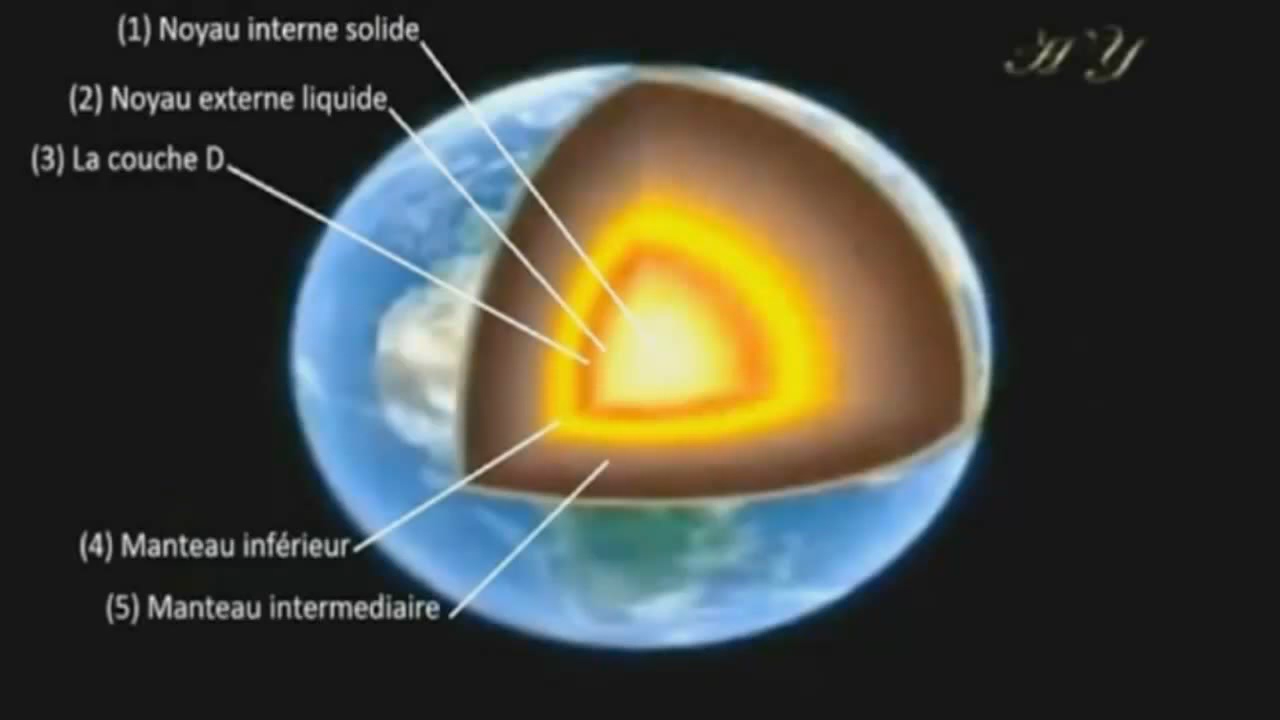 (1) Noyau interne solide
(2) Noyau externe liquide
(3) La couche D
(4) Manteau inférieur
(5) Manteau intermediaire
H Y